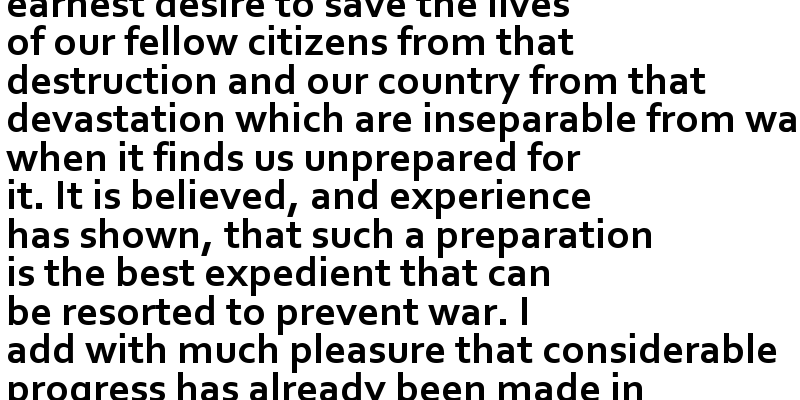 earnest desire to save the lives
of our fellow citizens from that
destruction and our country from that
devastation which are inseparable from wa
when it finds us unprepared for
it. It is believed, and experience
has shown, that such a preparation
is the best expedient that can
be resorted to prevent war. I
add with much pleasure that considerable
progress has already been made in